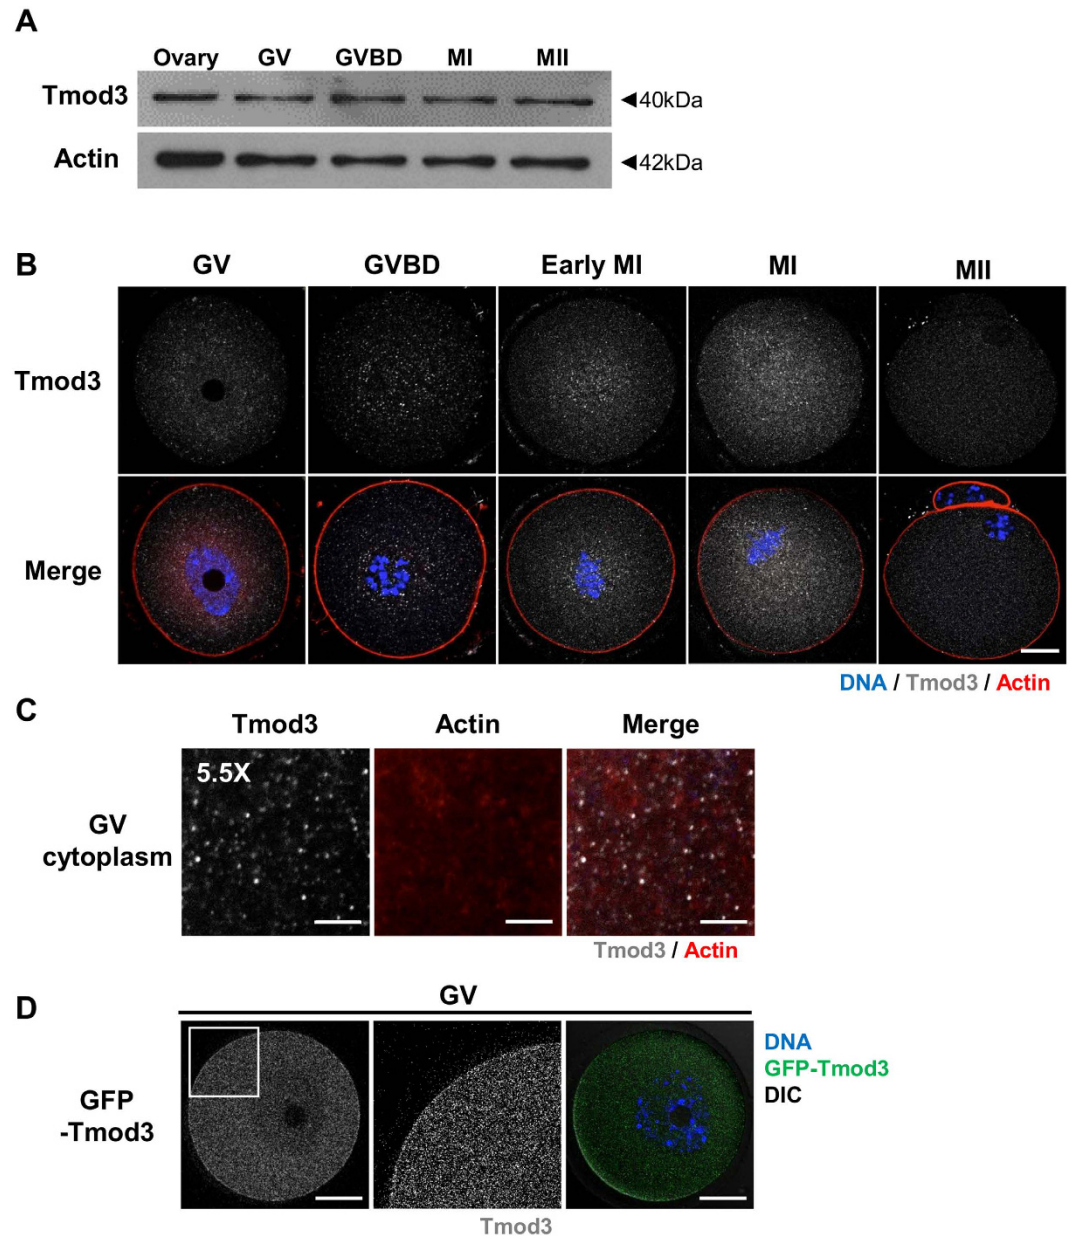 A
Ovary GV GVBD MI MII
Tmod3 ◄40kDa
Actin ◄42kDa
B
GV GVBD Early MI MI MII
Tmod3
Merge
DNA / Tmod3 / Actin
C
Tmod3 Actin Merge
5.5X
GV
cytoplasm
Tmod3 / Actin
D
GV
GFP
-Tmod3
DNA
GFP-Tmod3
DIC
Tmod3